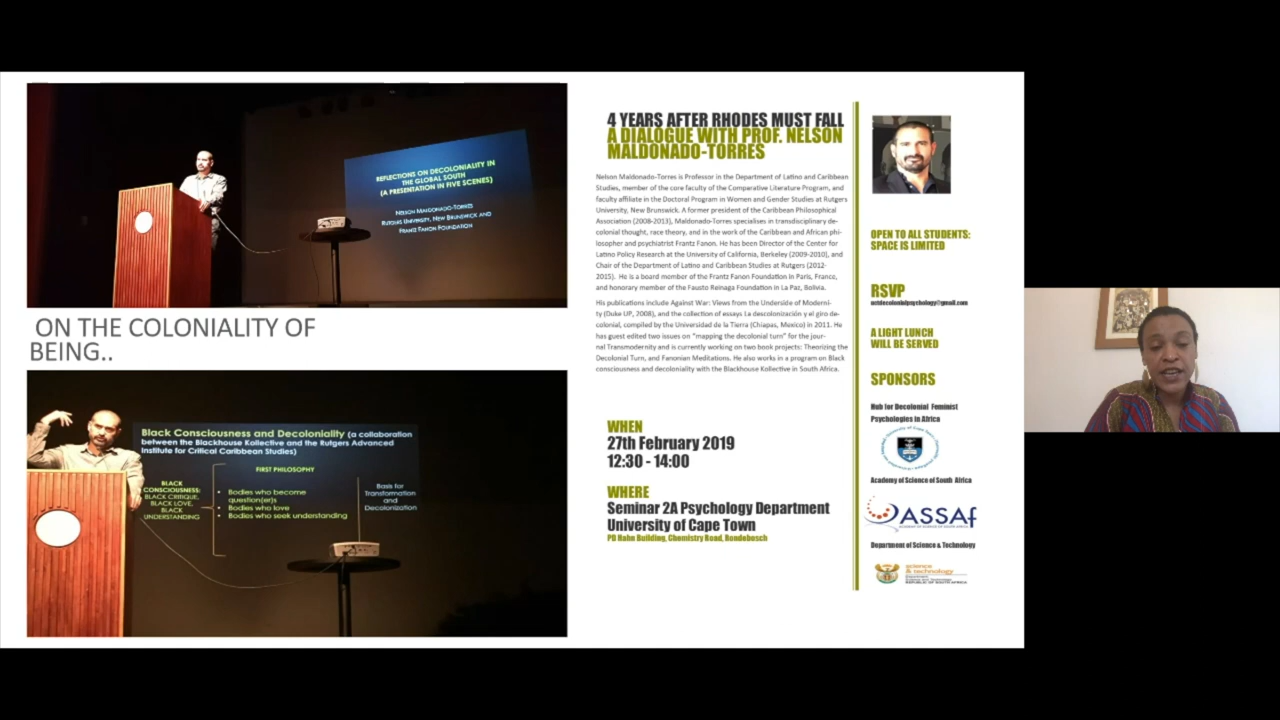 REFLECTIONS ON DECOLONIALITY IN
THE GLOBAL SOUTH
(A PRESENTATION IN FIVE SCENES)
NELSON MALDONADO-TORRES
RUTGERS UNIVERSITY, NEW BRUNSWICK AND
FRANTZ FANON FOUNDATION
ON THE COLONIALITY OF
BEING..
Black Consciousness and Decoloniality (a collaboration
between the Blackhouse Kollective and the Rutgers Advanced
Institute for Critical Caribbean Studies)
FIRST PHILOSOPHY
BLACK
CONSCIOUSNESS:
BLACK CRITIQUE,
BLACK LOVE,
BLACK
UNDERSTANDING
• Bodies who become
question(er)s
• Bodies who love
• Bodies who seek understanding
Basis for
Transformation
and
Decolonization
4 YEARS AFTER RHODES MUST FALL
A DIALOGUE WITH PROF. NELSON
MALDONADO-TORRES
Nelson Maldonado-Torres is Professor in the Department of Latino and Caribbean
Studies, member of the core faculty of the Comparative Literature Program, and
faculty affiliate in the Doctoral Program in Women and Gender Studies at Rutgers
University, New Brunswick. A former president of the Caribbean Philosophical
Association (2008-2013), Maldonado-Torres specialises in transdisciplinary de-
colonial thought, race theory, and in the work of the Caribbean and African phi-
losopher and psychiatrist Frantz Fanon. He has been Director of the Center for
Latino Policy Research at the University of California, Berkeley (2009-2010), and
Chair of the Department of Latino and Caribbean Studies at Rutgers (2012-
2015). He is a board member of the Frantz Fanon Foundation in Paris, France,
and honorary member of the Fausto Reinaga Foundation in La Paz, Bolivia.
His publications include Against War: Views from the Underside of Moderni-
ty (Duke UP, 2008), and the collection of essays La descolonización y el giro de-
colonial, compiled by the Universidad de la Tierra (Chiapas, Mexico) in 2011. He
has guest edited two issues on "mapping the decolonial turn" for the jour-
nal Transmodernity and is currently working on two book projects: Theorizing the
Decolonial Turn, and Fanonian Meditations. He also works in a program on Black
consciousness and decoloniality with the Blackhouse Kollective in South Africa.
WHEN
27th February 2019
12:30 - 14:00
WHERE
Seminar 2A Psychology Department
University of Cape Town
PD Hahn Building, Chemistry Road, Rondebosch
OPEN TO ALL STUDENTS:
SPACE IS LIMITED
RSVP
A LIGHT LUNCH
WILL BE SERVED
SPONSORS
Hub for Decolonial Feminist
Psychologies in Africa
Academy of Science of South Africa
ASSAf
Department of Science & Technology
science
& technology
REPUBLIC OF SOUTH AFRICA